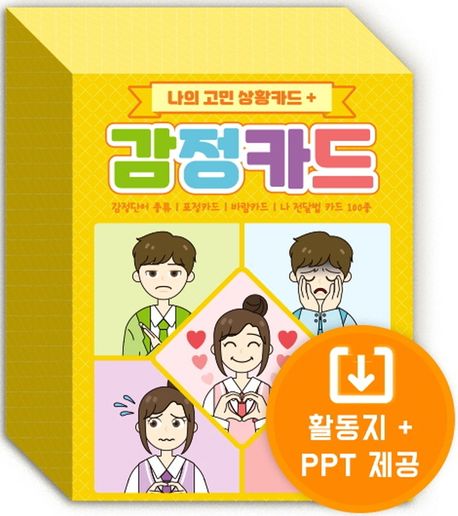 나의 고민 상황카드 +
감정카드
감정단어 종류 | 표정카드 | 바람카드 | 나 전달법 카드 100종
활동지 +
PPT 제공